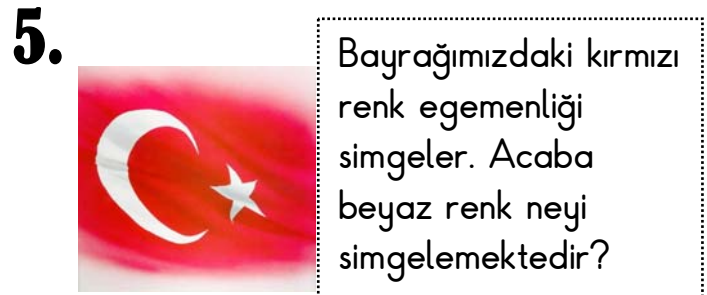 5.
Bayrağımızdaki kırmızı
renk egemenliği
simgeler. Acaba
beyaz renk neyi
simgelemektedir?